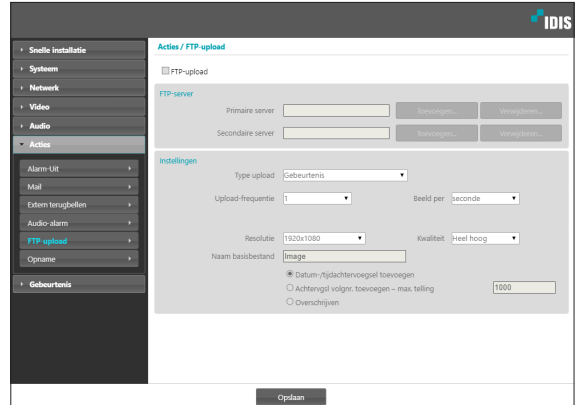 IDIS
Snelle installatie
Systeem
Netwerk
Video
Audio
Acties
Alarm-Uit
Mail
Extern terugbellen
Audio-alarm
FTP-upload
Opname
Gebeurtenis
Acties / FTP-upload
FTP-upload
FTP-server
Primaire server Toevoegen... Verwijderen...
Secondaire server Toevoegen... Verwijderen...
Instellingen
Type upload Gebeurtenis
Upload-frequentie 1 Beeld per seconde
Resolutie 1920x1080 Kwaliteit Heel hoog
Naam basisbestand Image
Datum-/tijdachtervoegsel toevoegen
Achtervgsl volgnr. toevoegen – max. telling 1000
Overschrijven
Opslaan